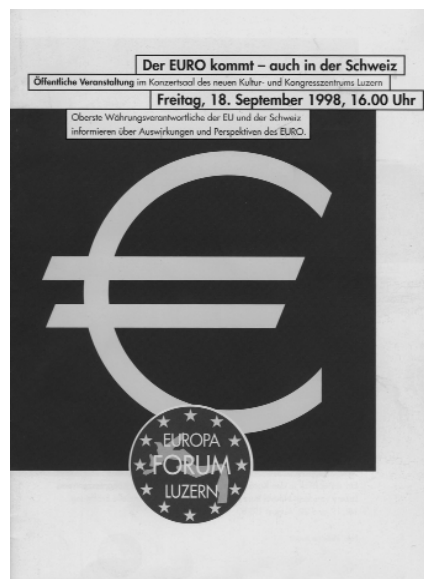 Der EURO kommt – auch in der Schweiz
Öffentliche Veranstaltung im Konzertsaal des neuen Kultur- und Kongresszentrums Luzern
Freitag, 18. September 1998, 16.00 Uhr
Oberste Währungsverantwortliche der EU und der Schweiz
informieren über Auswirkungen und Perspektiven des EURO.
€
EUROPA
FORUM
LUZERN